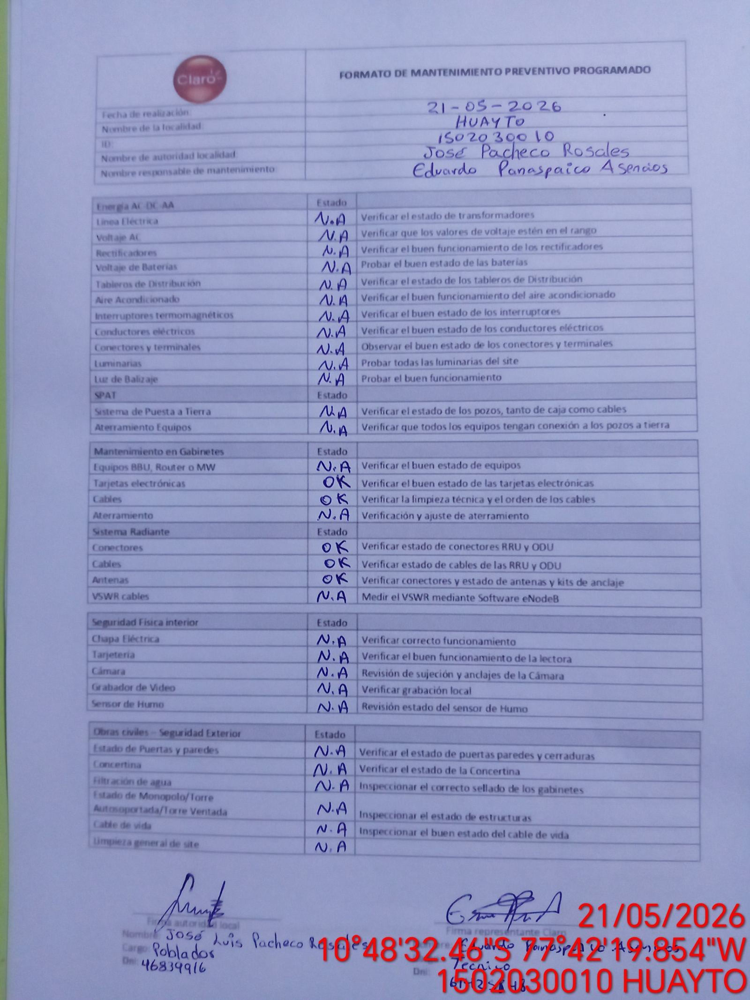 Claro
FORMATO DE MANTENIMIENTO PREVENTIVO PROGRAMADO
Fecha de realización: 21-05-2026
Nombre de la localidad: HUAYTO
ID: 1502030010
Nombre de autoridad localidad: José Pacheco Rosales
Nombre responsable de mantenimiento: Eduardo Panaspaico Asencios
Energía AC-DC-AA Estado
Línea Eléctrica N.A Verificar el estado de transformadores
Voltaje AC N.A Verificar que los valores de voltaje estén en el rango
Rectificadores N.A Verificar el buen funcionamiento de los rectificadores
Voltaje de Baterías N.A Probar el buen estado de las baterías
Tableros de Distribución N.A Verificar el estado de los tableros de Distribución
Aire Acondicionado N.A Verificar el buen funcionamiento del aire acondicionado
Interruptores termomagnéticos N.A Verificar el buen estado de los interruptores
Conductores eléctricos N.A Verificar el buen estado de los conductores eléctricos
Conectores y terminales N.A Observar el buen estado de los conectores y terminales
Luminarias N.A Probar todas las luminarias del site
Luz de Balizaje N.A Probar el buen funcionamiento
SPAT Estado
Sistema de Puesta a Tierra N.A Verificar el estado de los pozos, tanto de caja como cables
Aterramiento Equipos N.A Verificar que todos los equipos tengan conexión a los pozos a tierra
Mantenimiento en Gabinetes Estado
Equipos BBU, Router o MW N.A Verificar el buen estado de equipos
Tarjetas electrónicas OK Verificar el buen estado de las tarjetas electrónicas
Cables OK Verificar la limpieza técnica y el orden de los cables
Aterramiento N.A Verificación y ajuste de aterramiento
Sistema Radiante Estado
Conectores OK Verificar estado de conectores RRU y ODU
Cables OK Verificar estado de cables de las RRU y ODU
Antenas OK Verificar conectores y estado de antenas y kits de anclaje
VSWR cables N.A Medir el VSWR mediante Software eNodeB
Seguridad Física interior Estado
Chapa Eléctrica N.A Verificar correcto funcionamiento
Tarjetería N.A Verificar el buen funcionamiento de la lectora
Cámara N.A Revisión de sujeción y anclajes de la Cámara
Grabador de Video N.A Verificar grabación local
Sensor de Humo N.A Revisión estado del sensor de Humo
Obras civiles – Seguridad Exterior Estado
Estado de Puertas y paredes N.A Verificar el estado de puertas paredes y cerraduras
Concertina N.A Verificar el estado de la Concertina
Filtración de agua N.A Inspeccionar el correcto sellado de los gabinetes
Estado de Monopolo/Torre
Autosoportada/Torre Ventada N.A Inspeccionar el estado de estructuras
Cable de vida N.A Inspeccionar el buen estado del cable de vida
Limpieza general de site N.A
Firma autoridad local
Nombre: José Luis Pacheco Rosales
Cargo: Poblador
Dni: 46839916
Firma representante Claro
Eduardo Panaspaico Asencios
Técnico
Dni:
21/05/2026
10°48'32.46"S 77°42'19.854"W
1502030010 HUAYTO